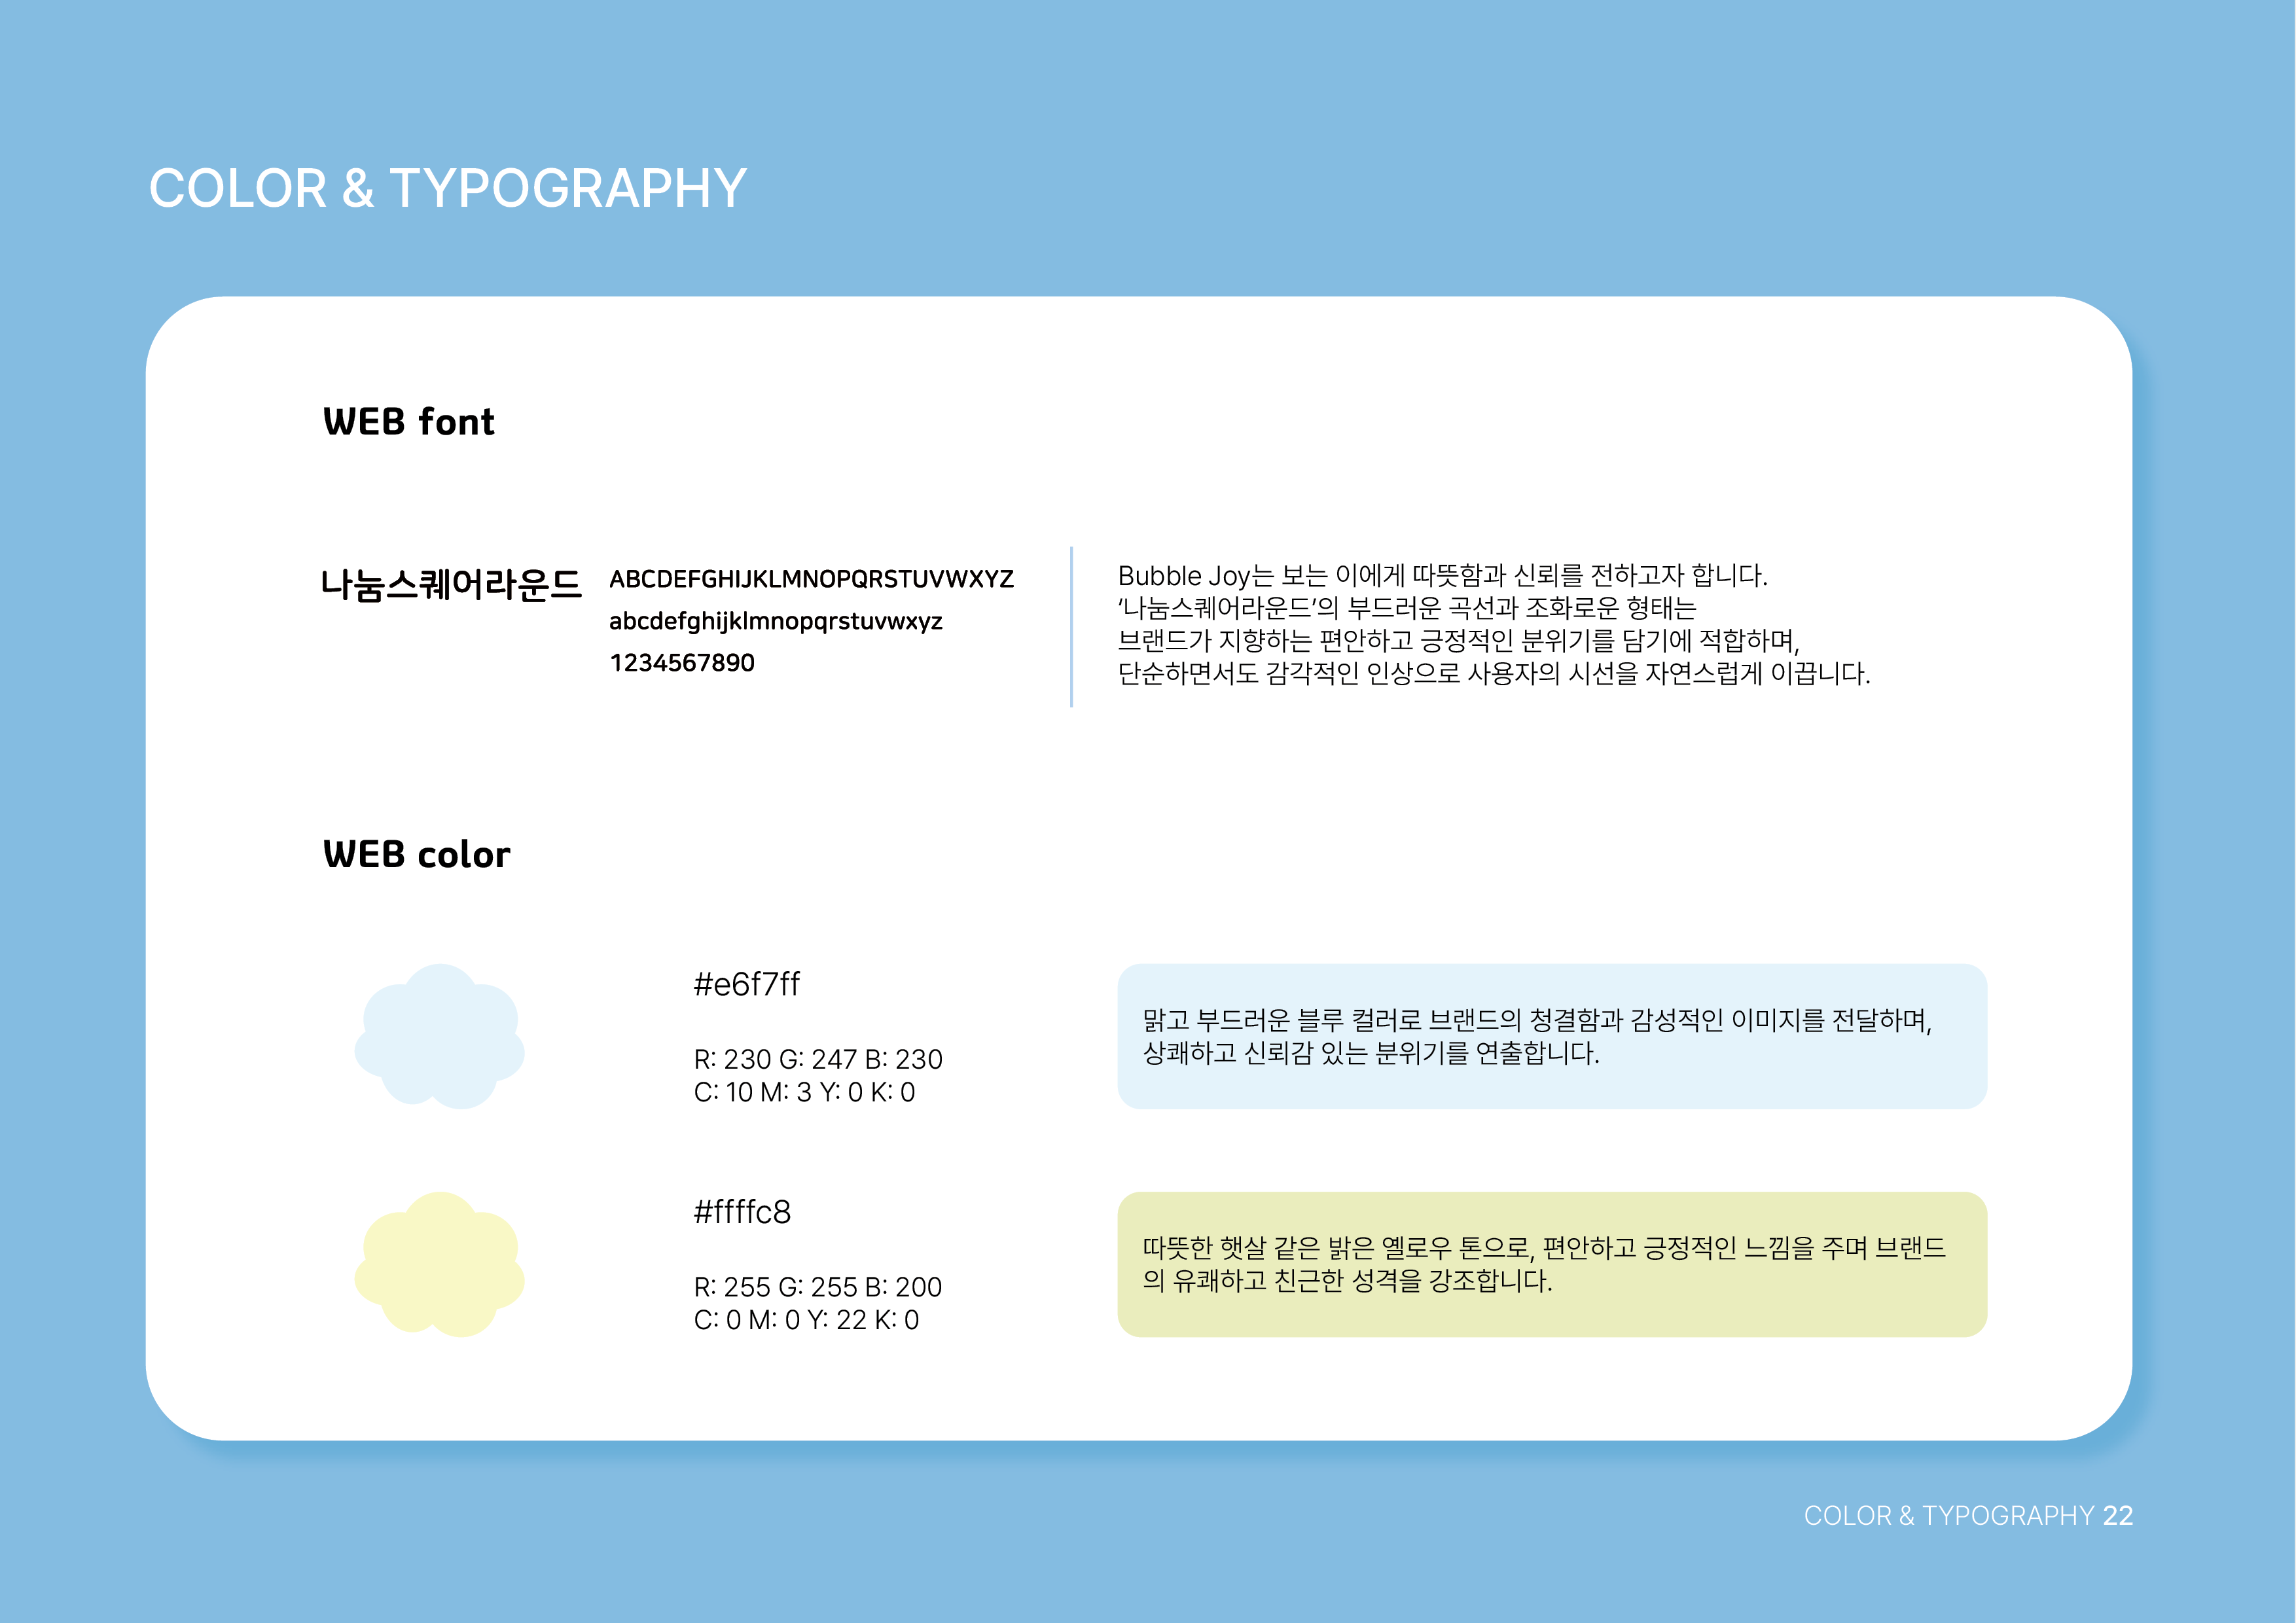 COLOR & TYPOGRAPHY
WEB font
나눔스퀘어라운드
ABCDEFGHIJKLMNOPQRSTUVWXYZ
abcdefghijklmnopqrstuvwxyz
1234567890
Bubble Joy는 보는 이에게 따뜻함과 신뢰를 전하고자 합니다.
‘나눔스퀘어라운드’의 부드러운 곡선과 조화로운 형태는
브랜드가 지향하는 편안하고 긍정적인 분위기를 담기에 적합하며,
단순하면서도 감각적인 인상으로 사용자의 시선을 자연스럽게 이끕니다.
WEB color
#e6f7ff
R: 230 G: 247 B: 230
C: 10 M: 3 Y: 0 K: 0
맑고 부드러운 블루 컬러로 브랜드의 청결함과 감성적인 이미지를 전달하며,
상쾌하고 신뢰감 있는 분위기를 연출합니다.
#ffffc8
R: 255 G: 255 B: 200
C: 0 M: 0 Y: 22 K: 0
따뜻한 햇살 같은 밝은 옐로우 톤으로, 편안하고 긍정적인 느낌을 주며 브랜드
의 유쾌하고 친근한 성격을 강조합니다.
COLOR & TYPOGRAPHY 22